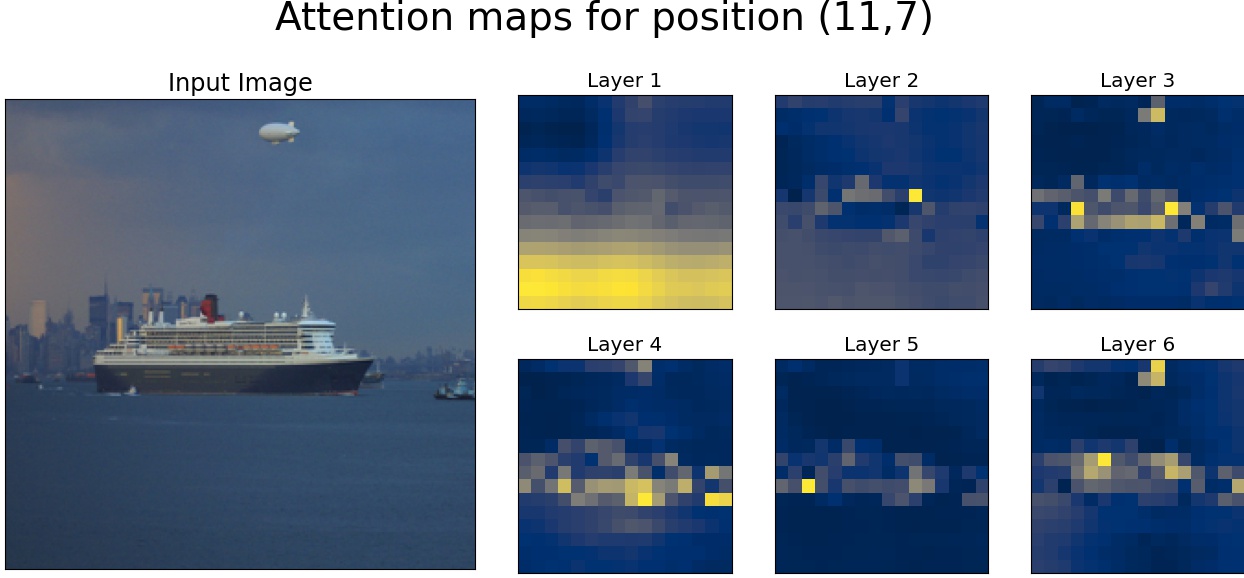 Attention maps for position (11,7)
Input Image
Layer 1
Layer 2
Layer 3
Layer 4
Layer 5
Layer 6